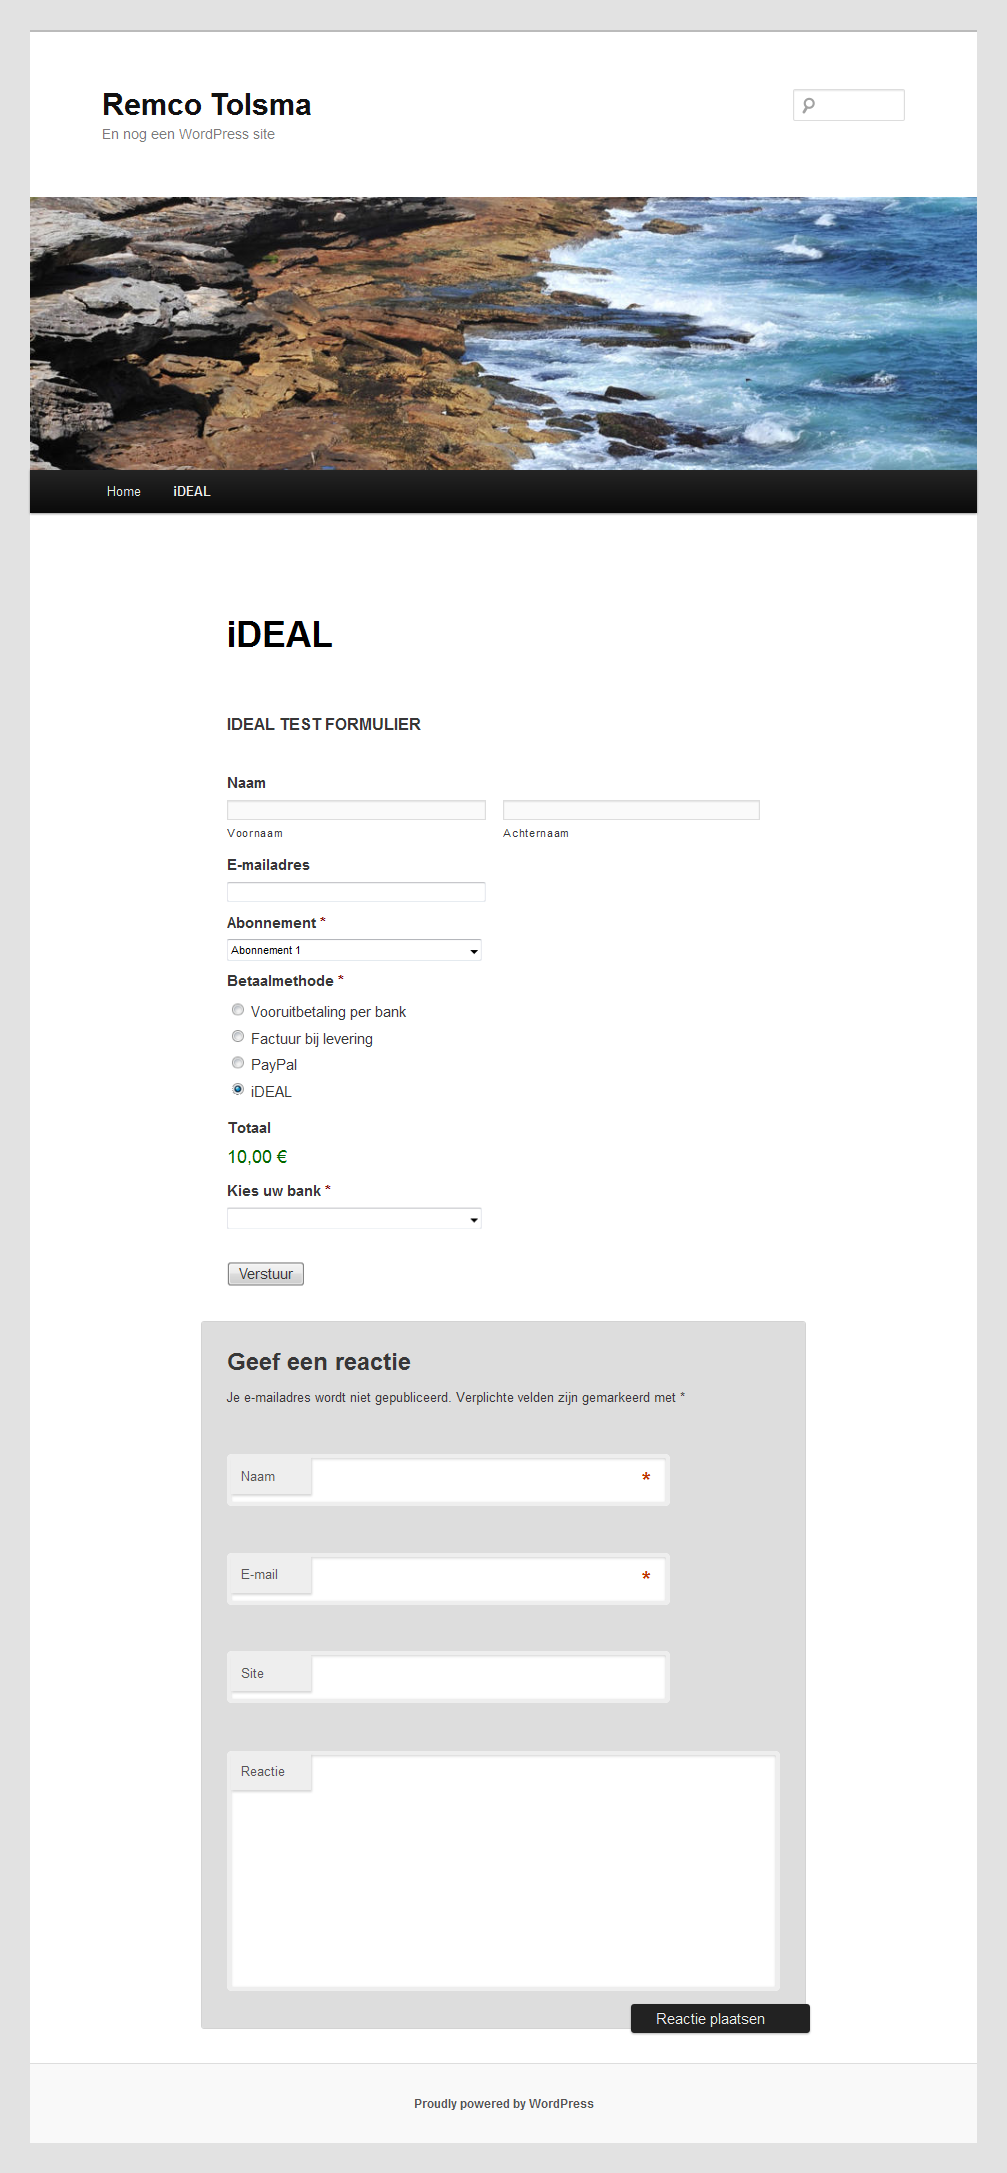 Remco Tolsma
En nog een WordPress site
Home iDEAL
iDEAL
IDEAL TEST FORMULIER
Naam
Voornaam Achternaam
E-mailadres
Abonnement *
Abonnement 1
Betaalmethode *
Vooruitbetaling per bank
Factuur bij levering
PayPal
iDEAL
Totaal
10,00 €
Kies uw bank *
Verstuur
Geef een reactie
Je e-mailadres wordt niet gepubliceerd. Verplichte velden zijn gemarkeerd met *
Naam *
E-mail *
Site
Reactie
Reactie plaatsen
Proudly powered by WordPress